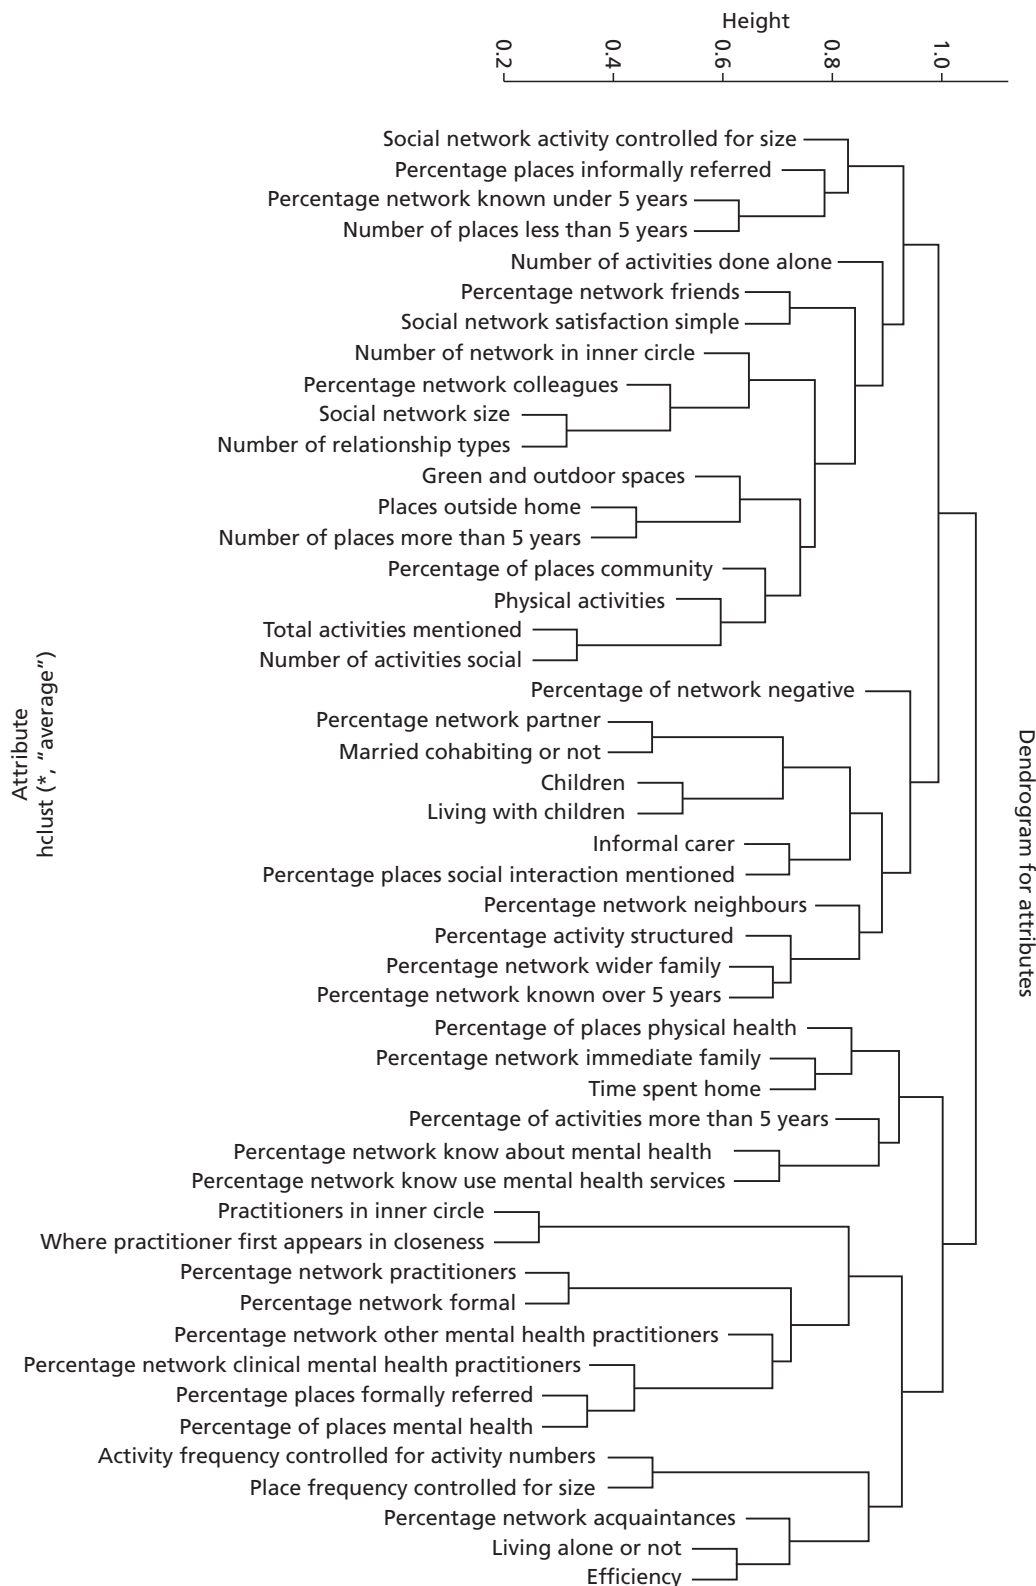 Height
0.2
0.4
0.6
0.8
1.0
Social network activity controlled for size
Percentage places informally referred
Percentage network known under 5 years
Number of places less than 5 years
Number of activities done alone
Percentage network friends
Social network satisfaction simple
Number of network in inner circle
Percentage network colleagues
Social network size
Number of relationship types
Green and outdoor spaces
Places outside home
Number of places more than 5 years
Percentage of places community
Physical activities
Total activities mentioned
Number of activities social
Percentage of network negative
Percentage network partner
Married cohabiting or not
Children
Living with children
Informal carer
Percentage places social interaction mentioned
Percentage network neighbours
Percentage activity structured
Percentage network wider family
Percentage network known over 5 years
Percentage of places physical health
Percentage network immediate family
Time spent home
Percentage of activities more than 5 years
Percentage network know about mental health
Percentage network know use mental health services
Practitioners in inner circle
Where practitioner first appears in closeness
Percentage network practitioners
Percentage network formal
Percentage network other mental health practitioners
Percentage network clinical mental health practitioners
Percentage places formally referred
Percentage of places mental health
Activity frequency controlled for activity numbers
Place frequency controlled for size
Percentage network acquaintances
Living alone or not
Efficiency
Attribute
hclust (*, “average”)
Dendrogram for attributes